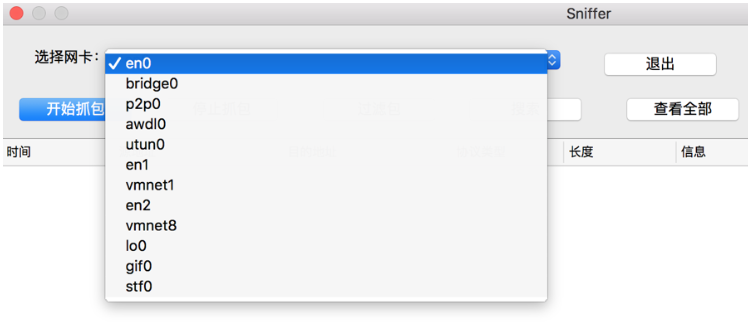 Sniffer
选择网卡：
✓ en0
退出
bridge0
p2p0
开始抓包
查看全部
awdl0
utun0
时间
长度
信息
en1
vmnet1
en2
vmnet8
lo0
gif0
stf0